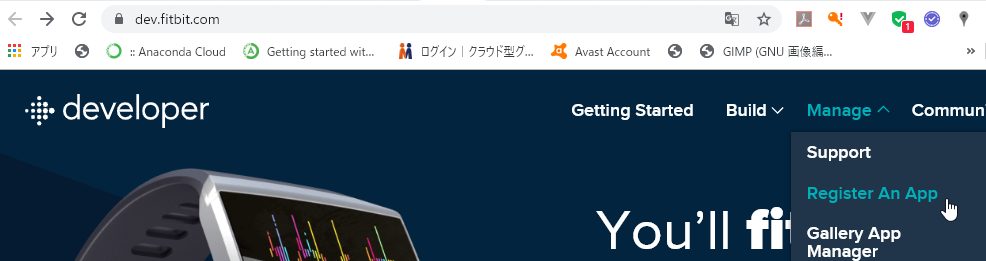 dev.fitbit.com
アプリ :: Anaconda Cloud Getting started wit... ログイン | クラウド型グ... Avast Account GIMP (GNU 画像編... »
developer Getting Started Build Manage Commun
Support
Register An App
Gallery App
Manager
You'll fit